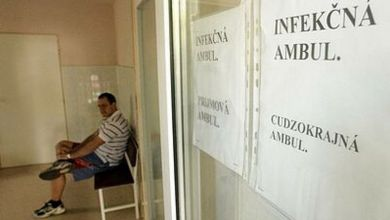 INFEKČNÁ
AMBUL.
PRIJMOVÁ
AMBUL.
INFEKČNÁ
AMBUL.
CUDZOKRAJNÁ
AMBUL.